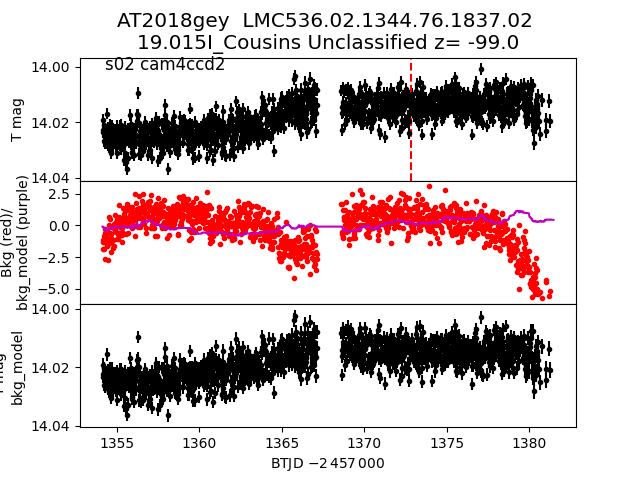 AT2018gey  LMC536.02.1344.76.1837.02
19.015I_Cousins Unclassified z= -99.0
s02 cam4ccd2
14.00
14.02
14.04
T mag
2.5
0.0
−2.5
−5.0
Bkg (red)/
bkg_model (purple)
14.00
14.02
14.04
mag
bkg_model
1355
1360
1365
1370
1375
1380
BTJD −2 457 000